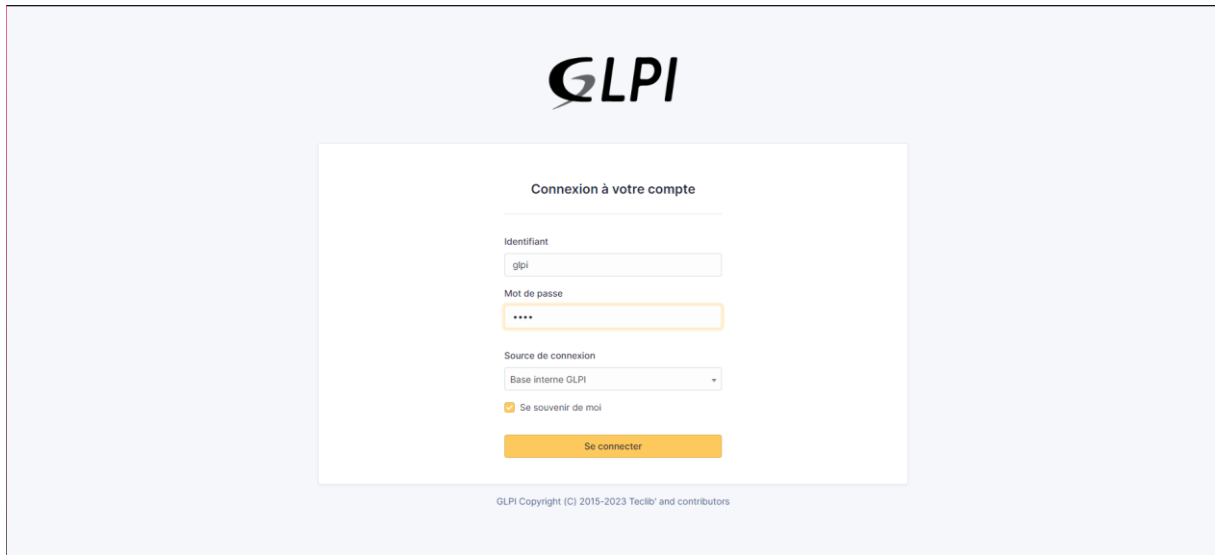 GLPI
Connexion à votre compte
Identifiant
glpi
Mot de passe
••••
Source de connexion
Base interne GLPI
Se souvenir de moi
Se connecter
GLPI Copyright (C) 2015-2023 Teclib' and contributors